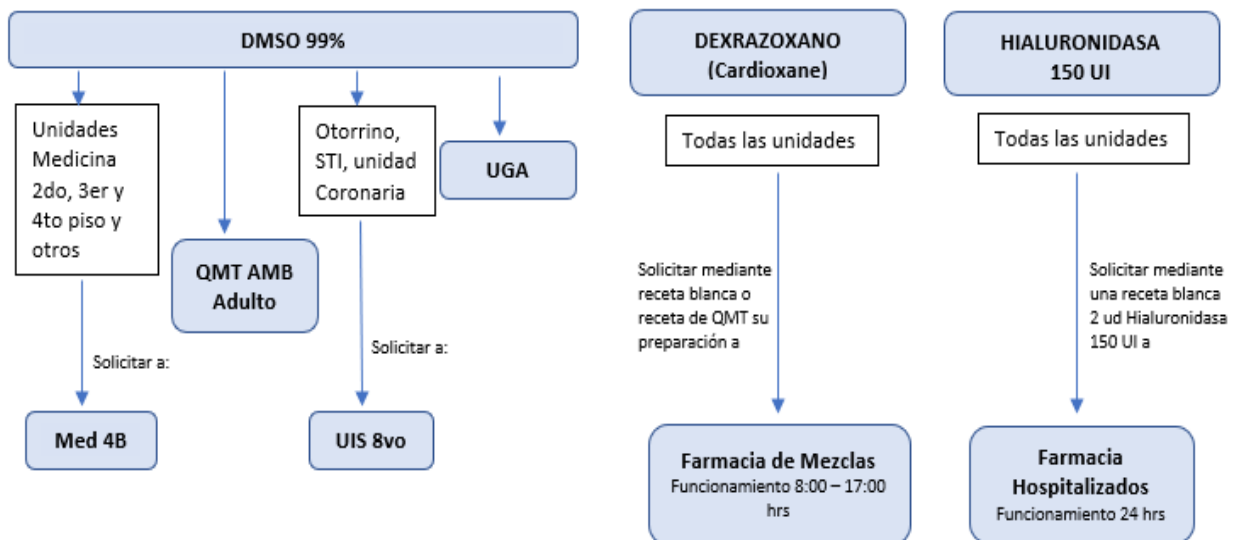 DMSO 99%
Unidades
Medicina
2do, 3er y
4to piso y
otros
Solicitar a:
Med 4B
QMT AMB
Adulto
Otorrino,
STI, unidad
Coronaria
Solicitar a:
UIS 8vo
UGA
DEXRAZOXANO
(Cardioxane)
Todas las unidades
Solicitar mediante
receta blanca o
receta de QMT su
preparación a
Farmacia de Mezclas
Funcionamiento 8:00 – 17:00
hrs
HIALURONIDASA
150 UI
Todas las unidades
Solicitar mediante
una receta blanca
2 ud Hialuronidasa
150 UI a
Farmacia
Hospitalizados
Funcionamiento 24 hrs